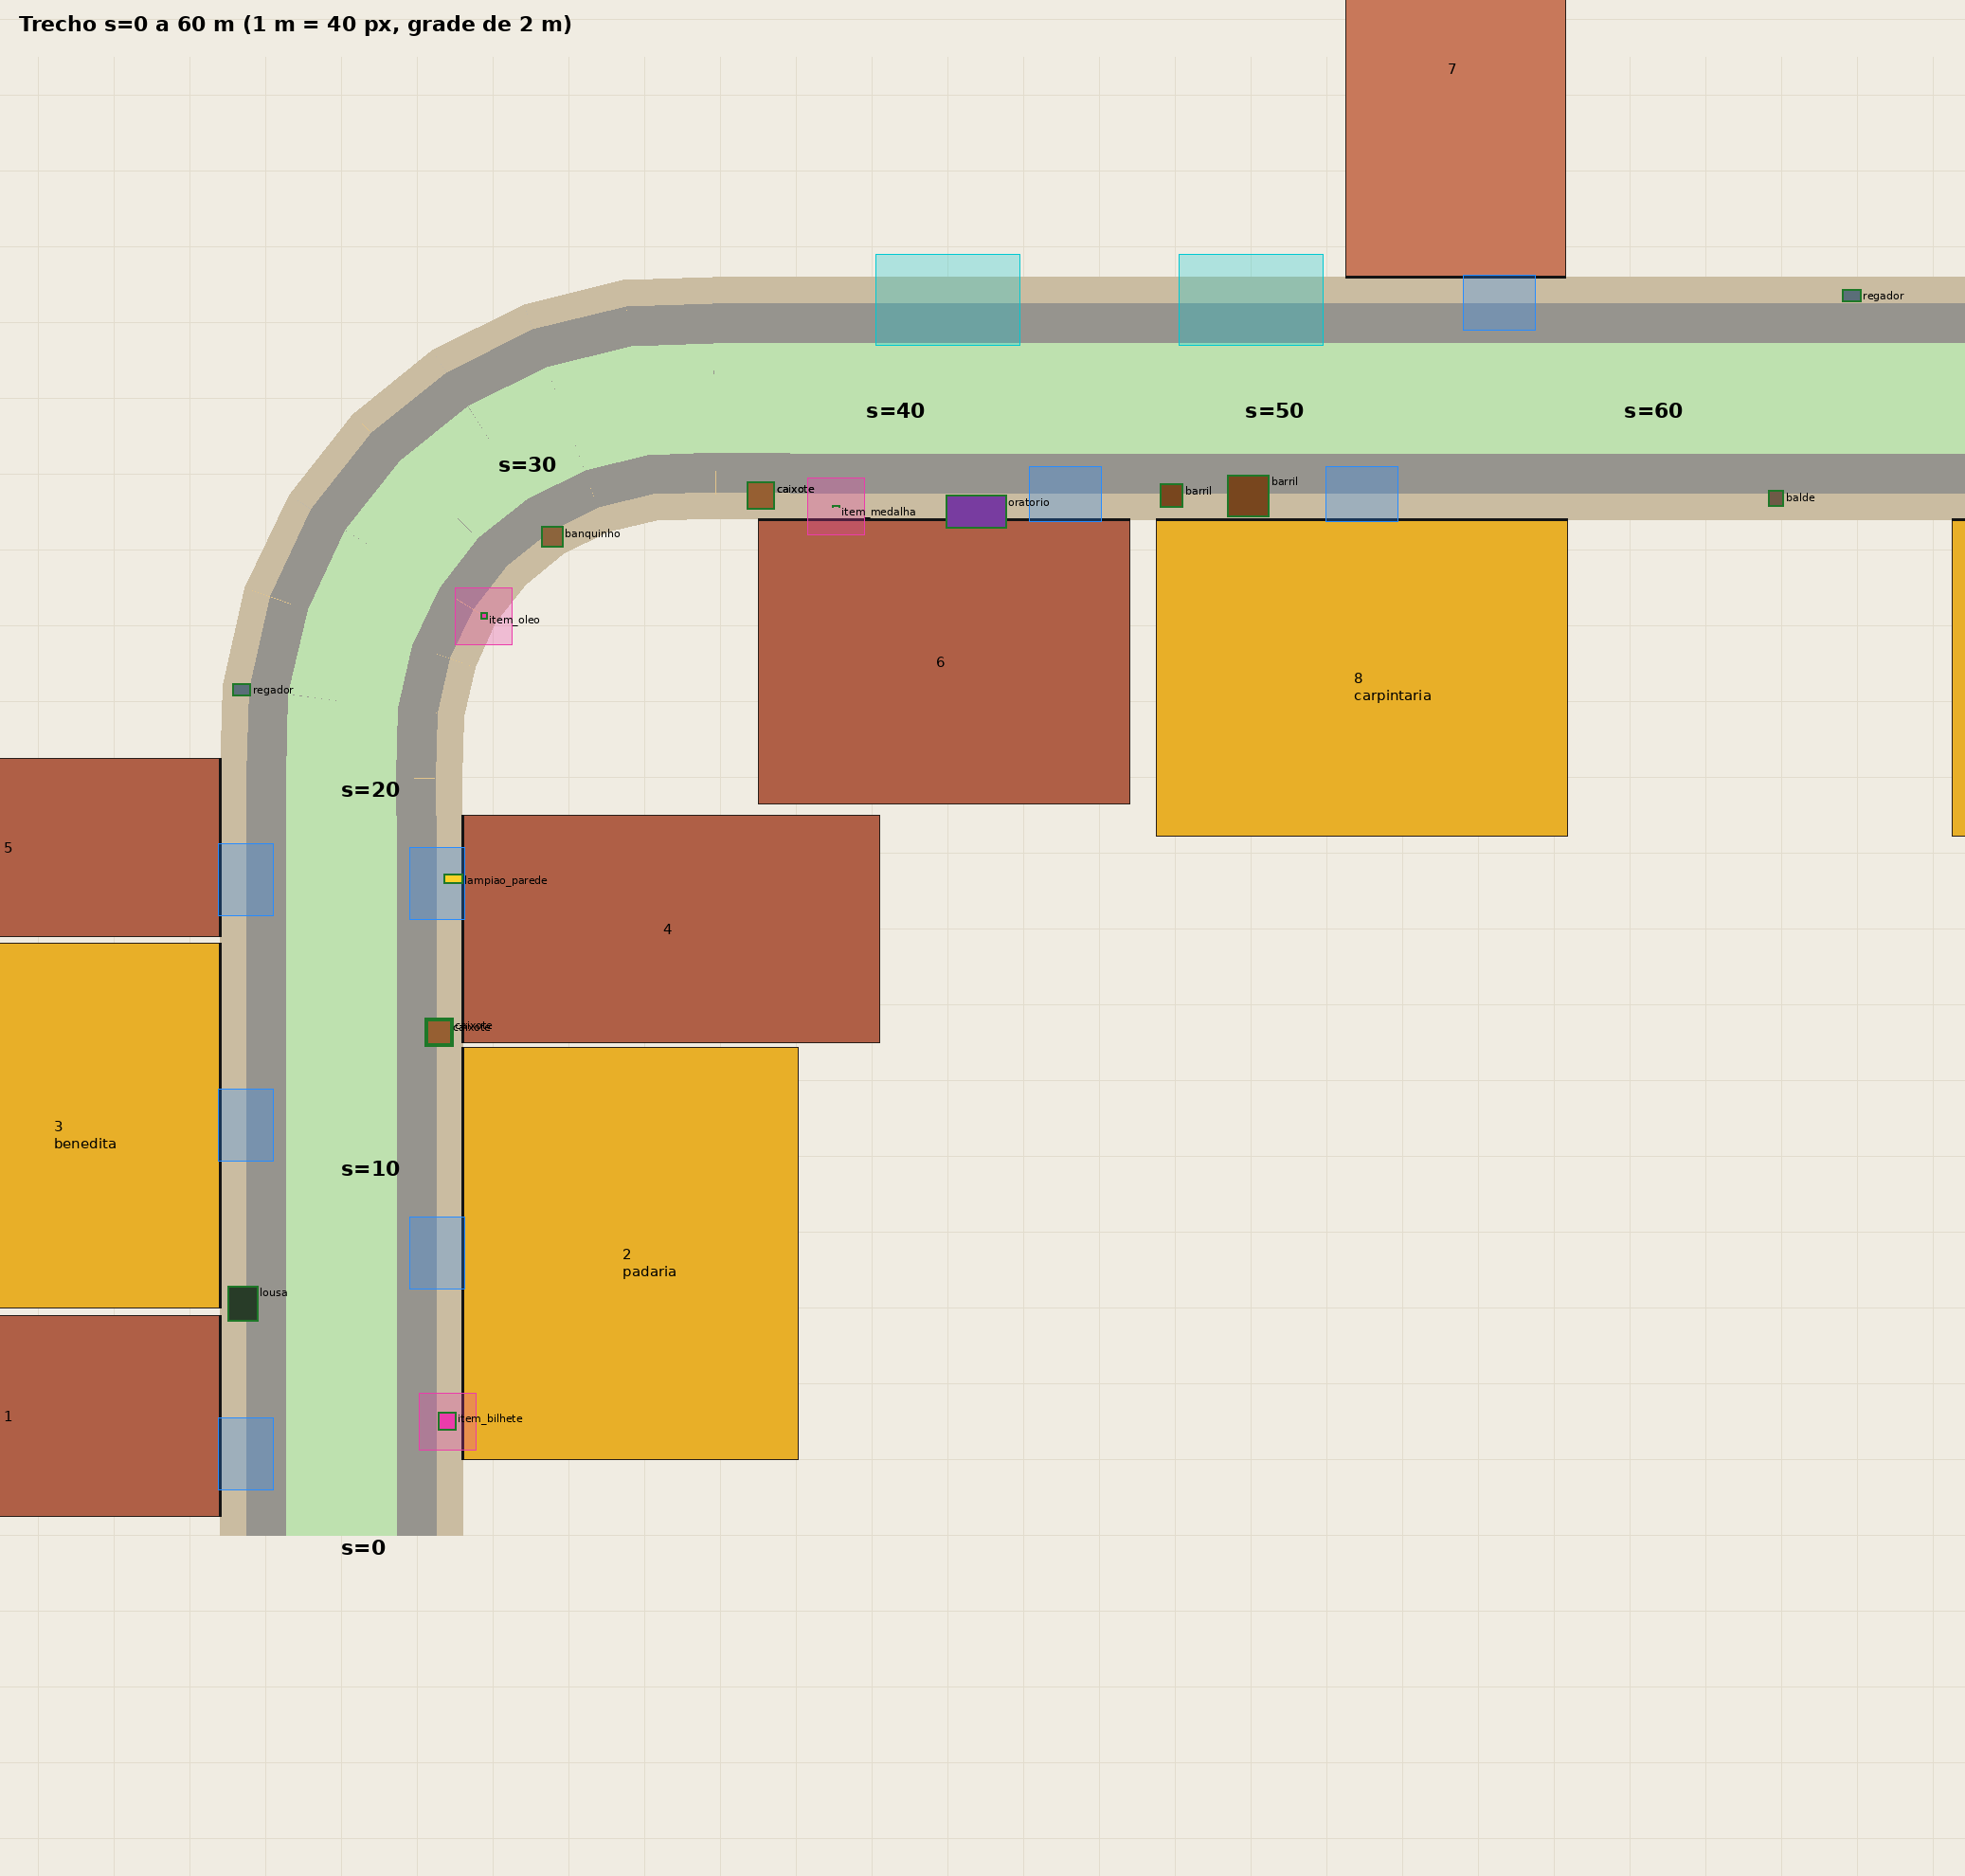 Trecho s=0 a 60 m (1 m = 40 px, grade de 2 m)
7
regador
s=40
s=50
s=60
s=30
caixote
item_medalha
oratorio
barril
barril
balde
banquinho
item_oleo
6
8
carpintaria
regador
s=20
5
lampiao_parede
4
caixote
caixote
3
benedita
s=10
2
padaria
lousa
1
item_bilhete
s=0